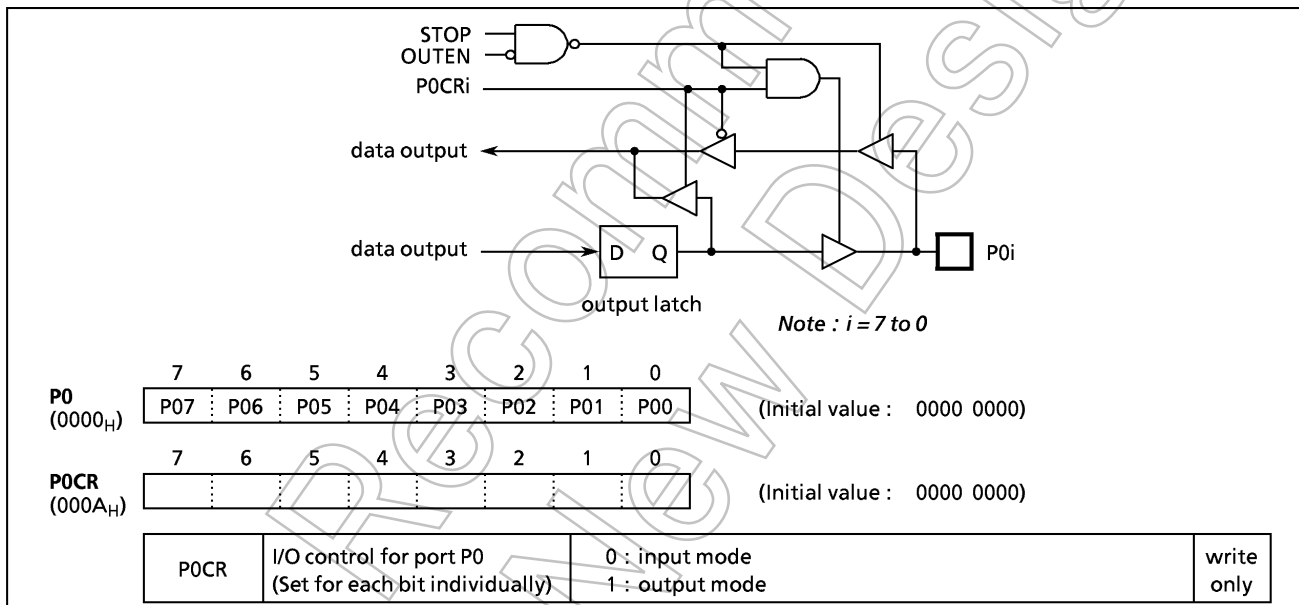 STOP
OUTEN
P0CRi
data output
data output
D Q
P0i
output latch
Note : i = 7 to 0
7 6 5 4 3 2 1 0
P0 (0000H) P07 P06 P05 P04 P03 P02 P01 P00 (Initial value : 0000 0000)
7 6 5 4 3 2 1 0
P0CR (000AH) (Initial value : 0000 0000)
P0CR
I/O control for port P0
(Set for each bit individually)
0 : input mode
1 : output mode
write
only
Recomm
New Desig